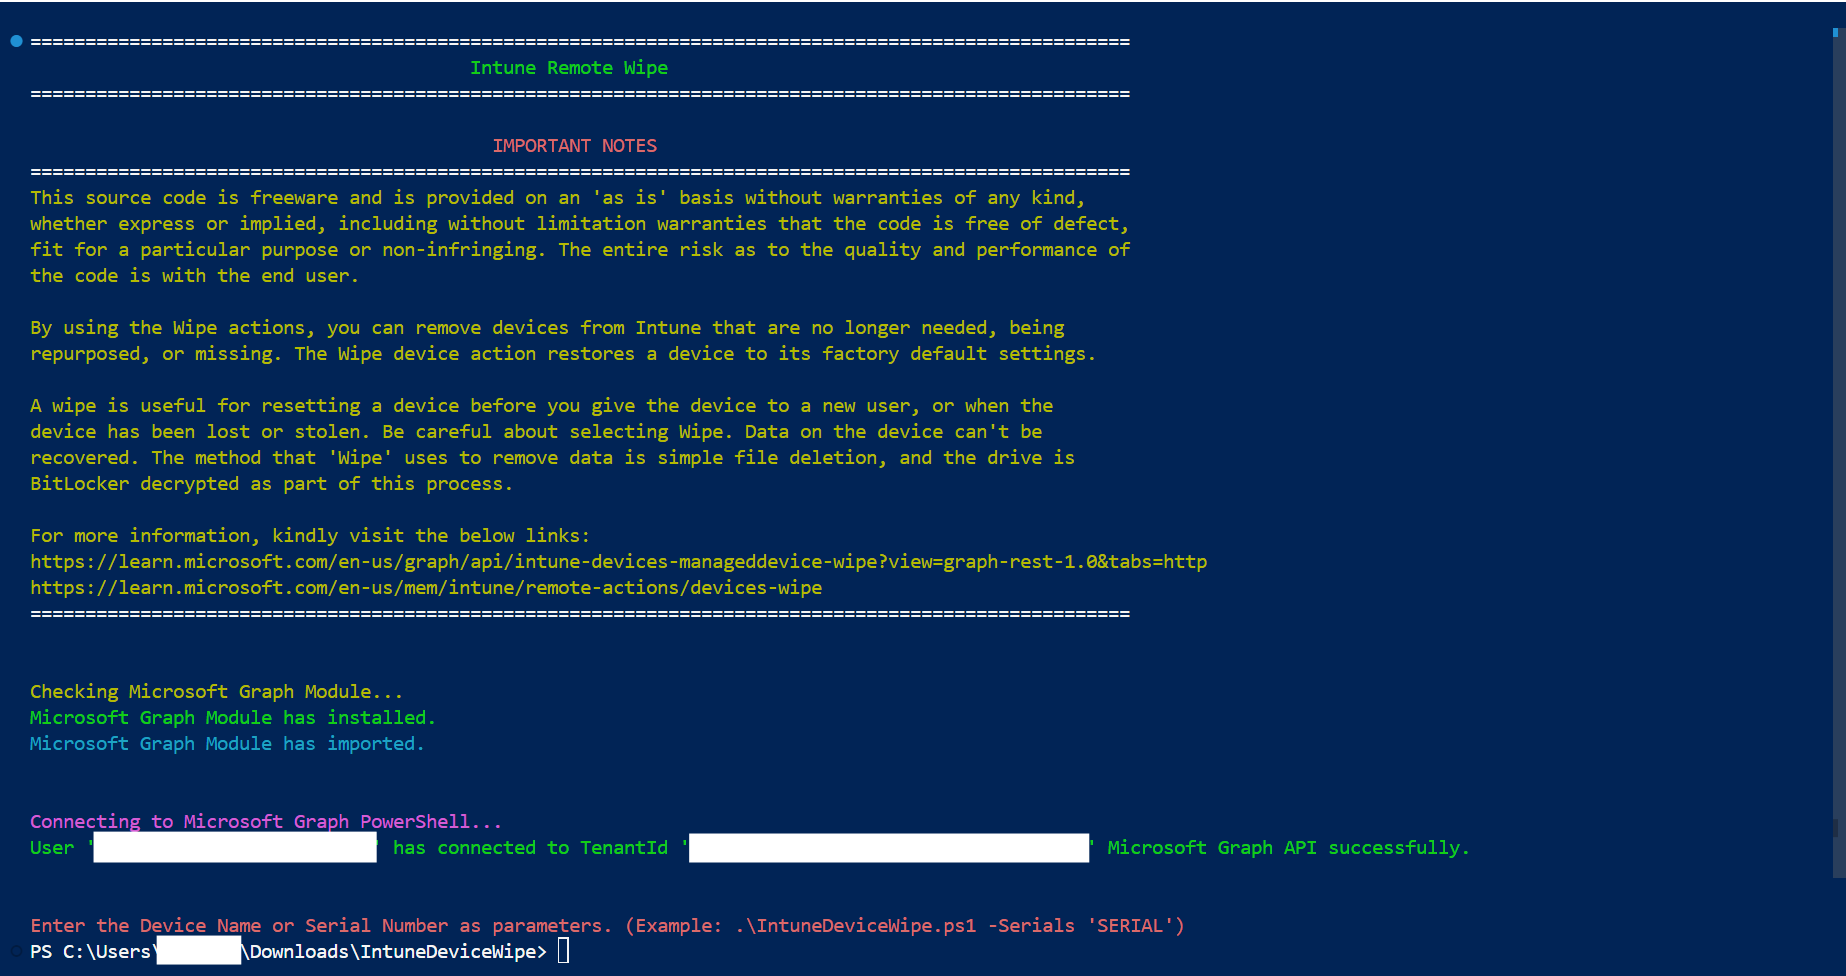 ====================================================================================================
Intune Remote Wipe
====================================================================================================
IMPORTANT NOTES
====================================================================================================
This source code is freeware and is provided on an 'as is' basis without warranties of any kind,
whether express or implied, including without limitation warranties that the code is free of defect,
fit for a particular purpose or non-infringing. The entire risk as to the quality and performance of
the code is with the end user.
By using the Wipe actions, you can remove devices from Intune that are no longer needed, being
repurposed, or missing. The Wipe device action restores a device to its factory default settings.
A wipe is useful for resetting a device before you give the device to a new user, or when the
device has been lost or stolen. Be careful about selecting Wipe. Data on the device can't be
recovered. The method that 'Wipe' uses to remove data is simple file deletion, and the drive is
BitLocker decrypted as part of this process.
For more information, kindly visit the below links:
https://learn.microsoft.com/en-us/graph/api/intune-devices-manageddevice-wipe?view=graph-rest-1.0&tabs=http
https://learn.microsoft.com/en-us/mem/intune/remote-actions/devices-wipe
====================================================================================================
Checking Microsoft Graph Module...
Microsoft Graph Module has installed.
Microsoft Graph Module has imported.
Connecting to Microsoft Graph PowerShell...
User ' ' has connected to TenantId ' ' Microsoft Graph API successfully.
Enter the Device Name or Serial Number as parameters. (Example: .\IntuneDeviceWipe.ps1 -Serials 'SERIAL')
PS C:\Users\ \Downloads\IntuneDeviceWipe>